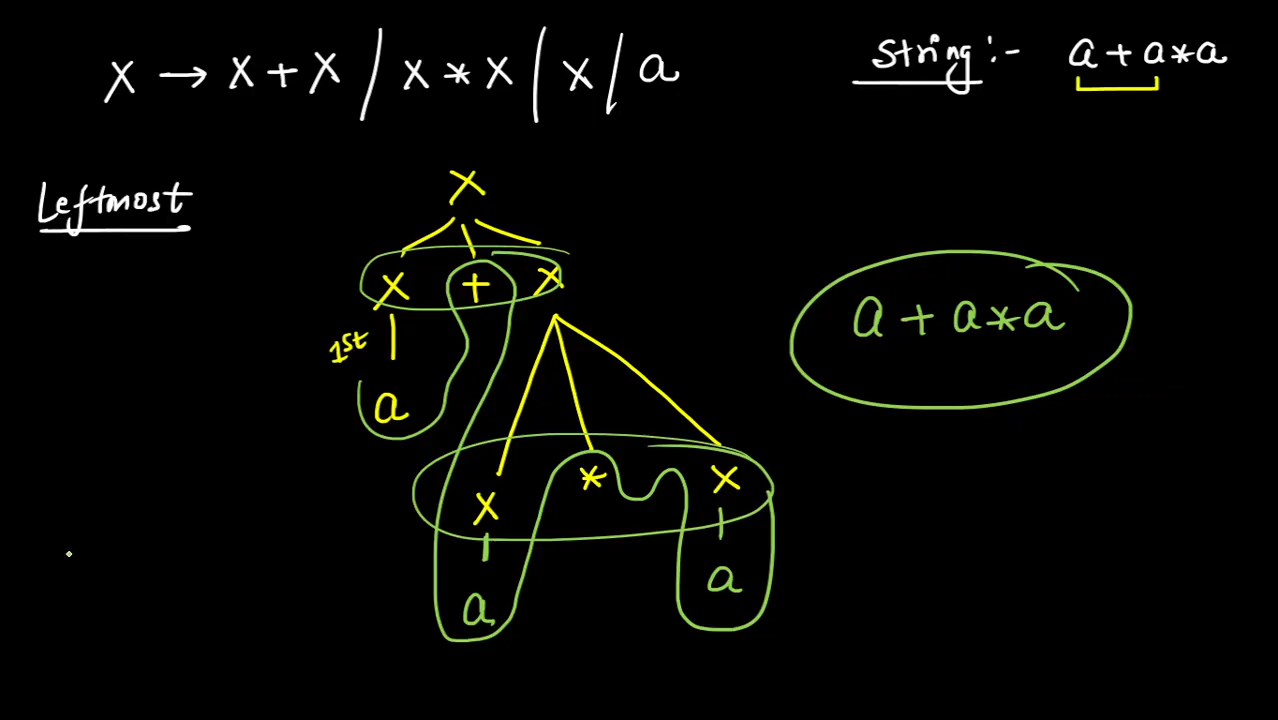 X → X + X / X * X / X / a
String :- a + a * a
Leftmost
X
X + X
1st
a
a + a * a
X * X
a a